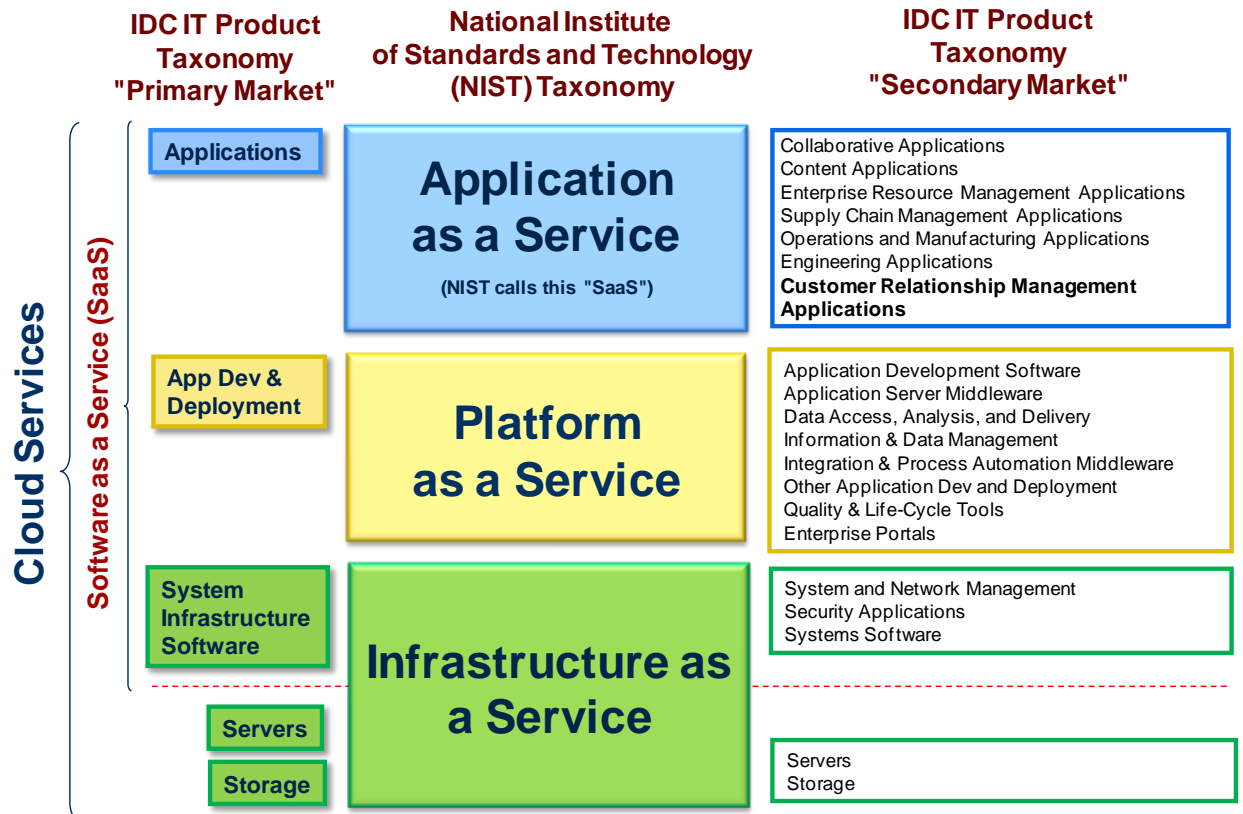 IDC IT Product
Taxonomy
"Primary Market"
National Institute
of Standards and Technology
(NIST) Taxonomy
IDC IT Product
Taxonomy
"Secondary Market"
Cloud Services
Software as a Service (SaaS)
Applications
Application
as a Service
(NIST calls this "SaaS")
Collaborative Applications
Content Applications
Enterprise Resource Management Applications
Supply Chain Management Applications
Operations and Manufacturing Applications
Engineering Applications
Customer Relationship Management
Applications
App Dev &
Deployment
Platform
as a Service
Application Development Software
Application Server Middleware
Data Access, Analysis, and Delivery
Information & Data Management
Integration & Process Automation Middleware
Other Application Dev and Deployment
Quality & Life-Cycle Tools
Enterprise Portals
System
Infrastructure
Software
Infrastructure as
a Service
System and Network Management
Security Applications
Systems Software
Servers
Storage
Servers
Storage